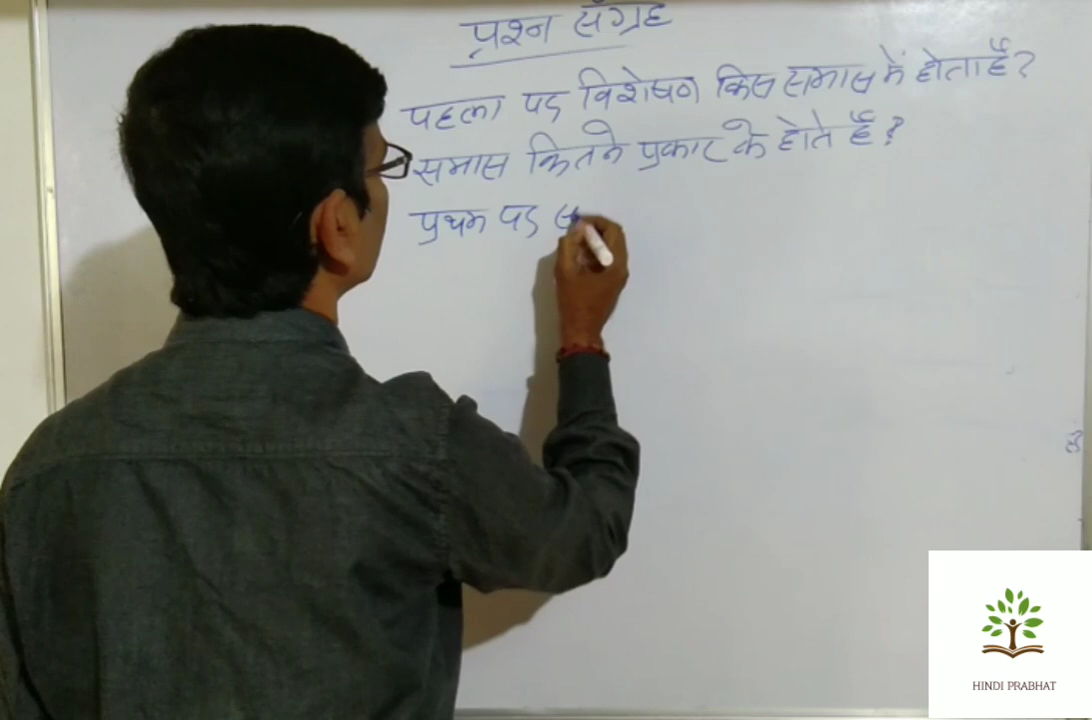 प्रश्न संग्रह
पहला पद विशेषण किस समास में होता है?
समास कितने प्रकार के होते है?
प्रथम पद
HINDI PRABHAT